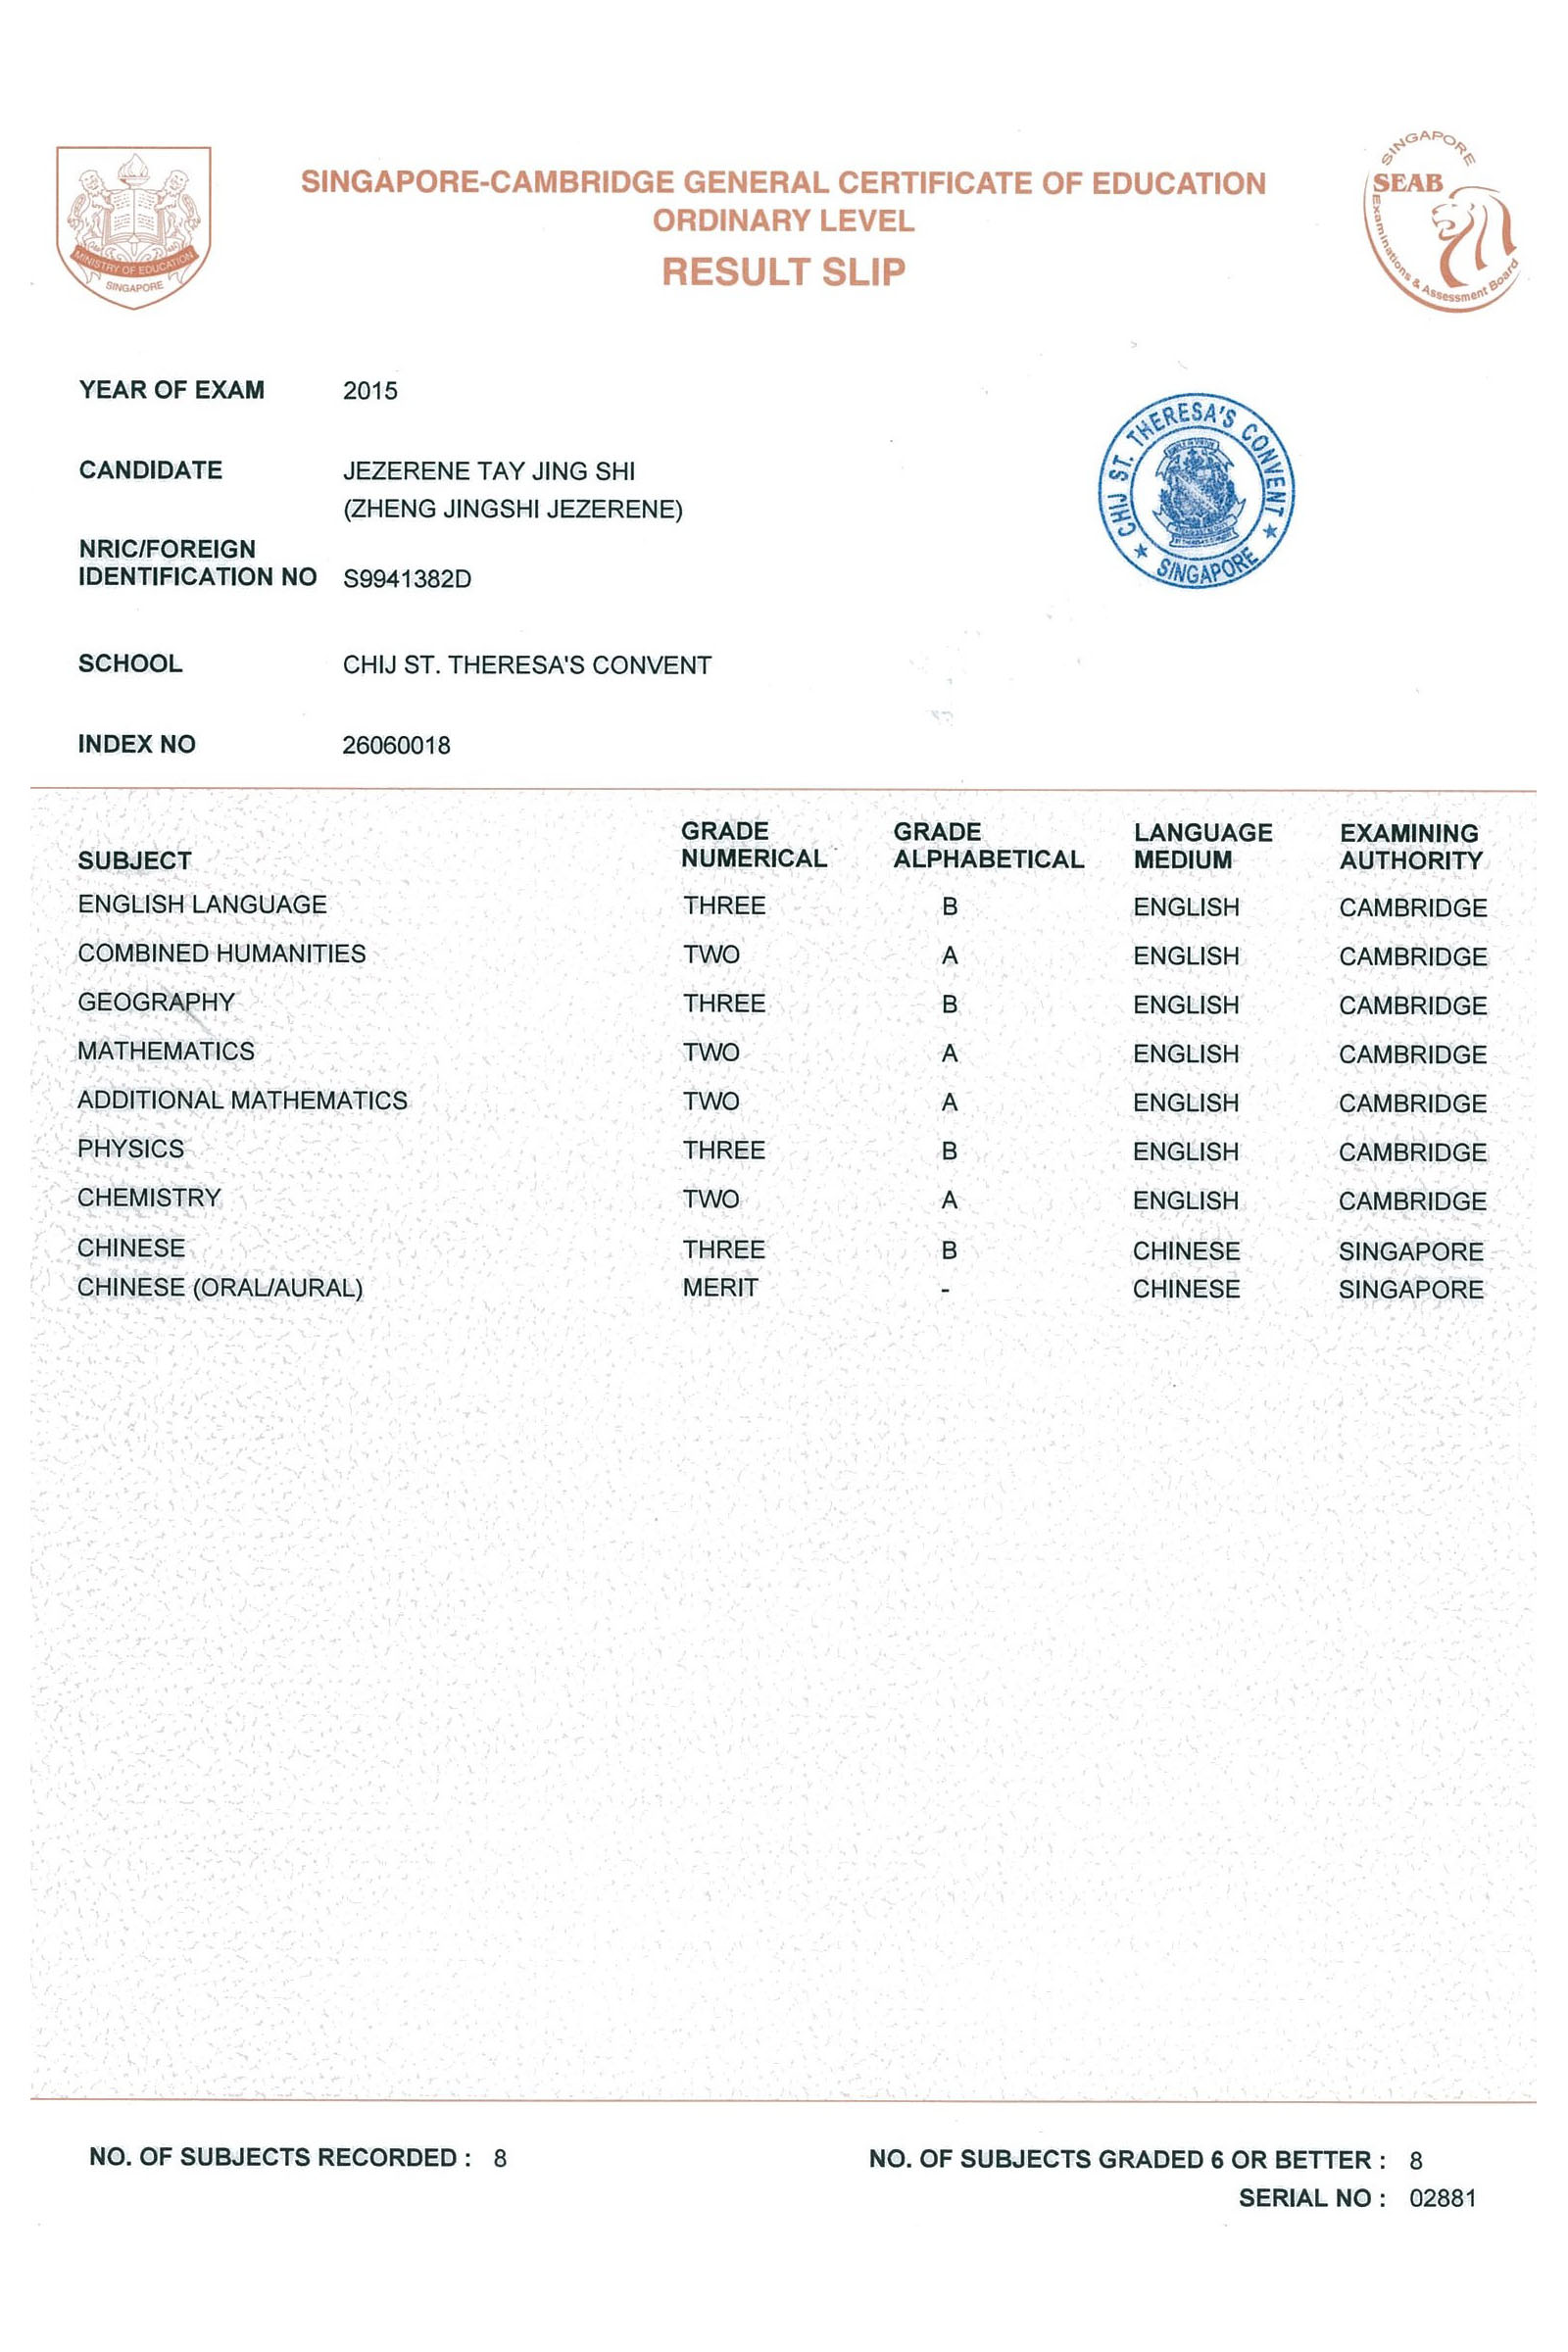 MINISTRY OF EDUCATION
SINGAPORE
SINGAPORE-CAMBRIDGE GENERAL CERTIFICATE OF EDUCATION
ORDINARY LEVEL
RESULT SLIP
SINGAPORE
SEAB
Examinations & Assessment Board
YEAR OF EXAM 2015
CANDIDATE JEZERENE TAY JING SHI
(ZHENG JINGSHI JEZERENE)
NRIC/FOREIGN
IDENTIFICATION NO S9941382D
CHIJ ST. THERESA'S CONVENT
SINGAPORE
SCHOOL CHIJ ST. THERESA'S CONVENT
INDEX NO 26060018
SUBJECT GRADE NUMERICAL GRADE ALPHABETICAL LANGUAGE MEDIUM EXAMINING AUTHORITY
ENGLISH LANGUAGE THREE B ENGLISH CAMBRIDGE
COMBINED HUMANITIES TWO A ENGLISH CAMBRIDGE
GEOGRAPHY THREE B ENGLISH CAMBRIDGE
MATHEMATICS TWO A ENGLISH CAMBRIDGE
ADDITIONAL MATHEMATICS TWO A ENGLISH CAMBRIDGE
PHYSICS THREE B ENGLISH CAMBRIDGE
CHEMISTRY TWO A ENGLISH CAMBRIDGE
CHINESE THREE B CHINESE SINGAPORE
CHINESE (ORAL/AURAL) MERIT - CHINESE SINGAPORE
NO. OF SUBJECTS RECORDED : 8
NO. OF SUBJECTS GRADED 6 OR BETTER : 8
SERIAL NO : 02881